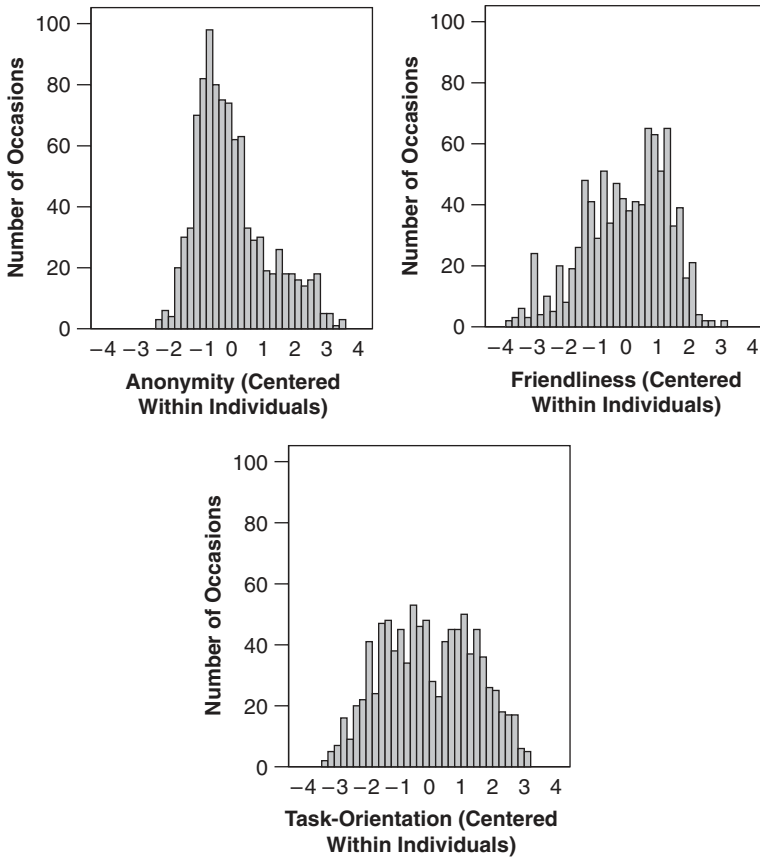 100
80
60
40
20
0
Number of Occasions
−4 −3 −2 −1 0 1 2 3 4
Anonymity (Centered
Within Individuals)
100
80
60
40
20
0
Number of Occasions
−4 −3 −2 −1 0 1 2 3 4
Friendliness (Centered
Within Individuals)
100
80
60
40
20
0
Number of Occasions
−4 −3 −2 −1 0 1 2 3 4
Task-Orientation (Centered
Within Individuals)